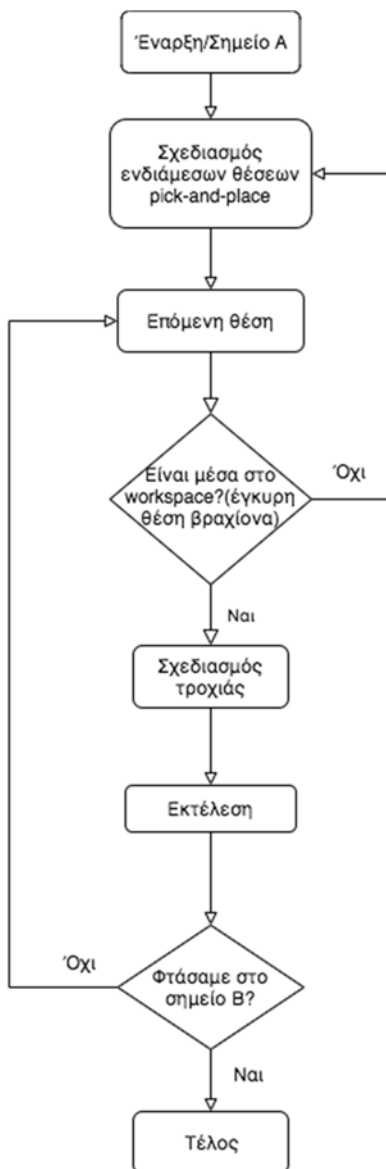 Έναρξη/Σημείο Α
Σχεδιασμός
ενδιάμεσων θέσεων
pick-and-place
Επόμενη θέση
Είναι μέσα στο
workspace?(έγκυρη
θέση βραχίονα)
Όχι
Ναι
Σχεδιασμός
τροχιάς
Εκτέλεση
Όχι
Φτάσαμε στο
σημείο Β?
Ναι
Τέλος